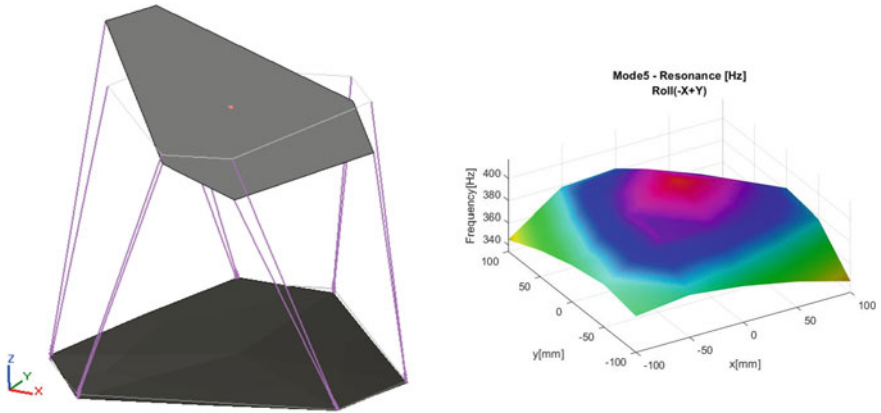 Z
Y
X
Mode5 - Resonance [Hz]
Roll(-X+Y)
Frequency[Hz]
400
380
360
340
100
50
0
-50
-100
y[mm]
-100
-50
0
50
100
x[mm]